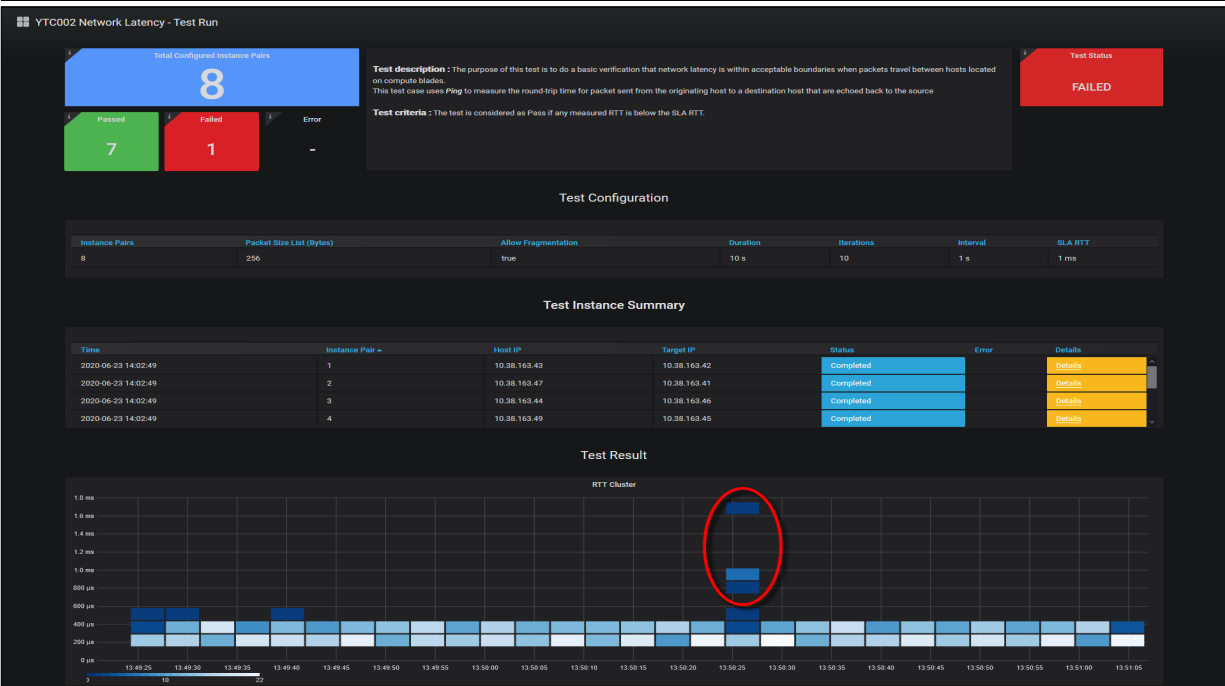 YTC002 Network Latency - Test Run
Total Configured Instance Pairs
8
Passed
7
Failed
1
Error
-
Test description : The purpose of this test is to do a basic verification that network latency is within acceptable boundaries when packets travel between hosts located
on compute blades.
This test case uses Ping to measure the round-trip time for packet sent from the originating host to a destination host that are echoed back to the source
Test criteria : The test is considered as Pass if any measured RTT is below the SLA RTT.
Test Status
FAILED
Test Configuration
Instance Pairs Packet Size List (Bytes) Allow Fragmentation Duration Iterations Interval SLA RTT
8 256 true 10 s 10 1 s 1 ms
Test Instance Summary
Time Instance Pair Host IP Target IP Status Error Details
2020-06-23 14:02:49 1 10.38.163.43 10.38.163.42 Completed Details
2020-06-23 14:02:49 2 10.38.163.47 10.38.163.41 Completed Details
2020-06-23 14:02:49 3 10.38.163.44 10.38.163.46 Completed Details
2020-06-23 14:02:49 4 10.38.163.49 10.38.163.45 Completed Details
Test Result
RTT Cluster
1.8 ms
1.6 ms
1.4 ms
1.2 ms
1.0 ms
800 µs
600 µs
400 µs
200 µs
0 µs
13:49:25 13:49:30 13:49:35 13:49:40 13:49:45 13:49:50 13:49:55 13:50:00 13:50:05 13:50:10 13:50:15 13:50:20 13:50:25 13:50:30 13:50:35 13:50:40 13:50:45 13:50:50 13:50:55 13:51:00 13:51:05
10 22